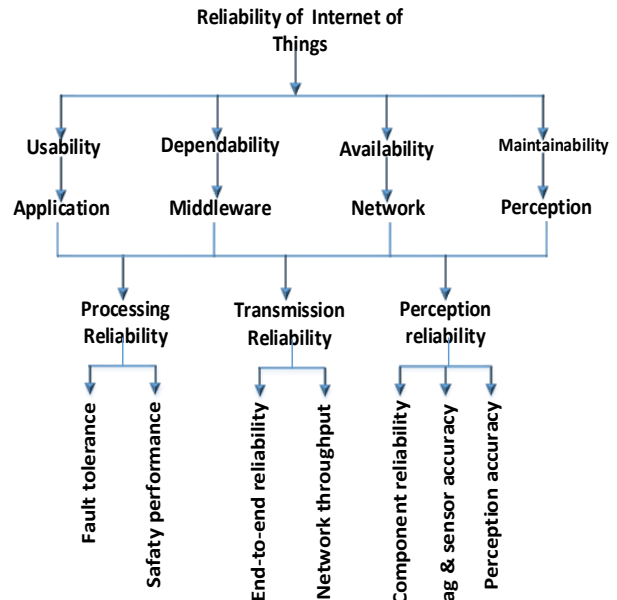 Reliability of Internet of
Things
Usability
Dependability
Availability
Maintainability
Application
Middleware
Network
Perception
Processing
Reliability
Transmission
Reliability
Perception
reliability
Fault tolerance
Safaty performance
End-to-end reliability
Network throughput
Component reliability
ag & sensor accuracy
Perception accuracy